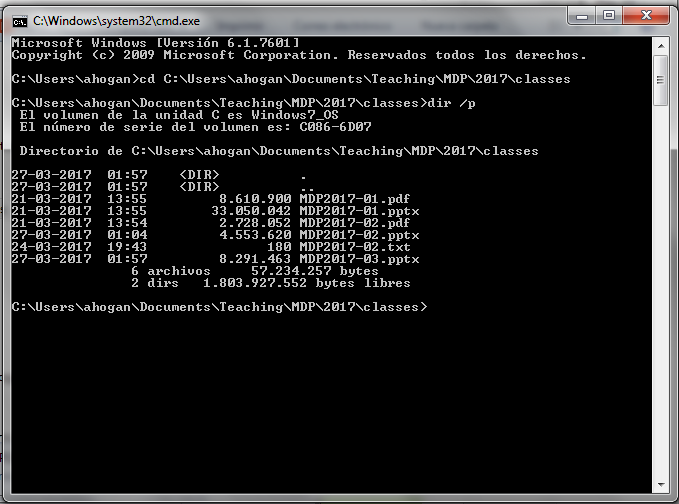 C:\Windows\system32\cmd.exe
Microsoft Windows [Versión 6.1.7601]
Copyright (c) 2009 Microsoft Corporation. Reservados todos los derechos.
C:\Users\ahogan>cd C:\Users\ahogan\Documents\Teaching\MDP\2017\classes
C:\Users\ahogan\Documents\Teaching\MDP\2017\classes>dir /p
El volumen de la unidad C es Windows7_OS
El número de serie del volumen es: C086-6D07
Directorio de C:\Users\ahogan\Documents\Teaching\MDP\2017\classes
27-03-2017  01:57    <DIR>          .
27-03-2017  01:57    <DIR>          ..
21-03-2017  13:55         8.610.900 MDP2017-01.pdf
21-03-2017  13:55        33.050.042 MDP2017-01.pptx
21-03-2017  13:54         2.728.052 MDP2017-02.pdf
27-03-2017  01:04         4.553.620 MDP2017-02.pptx
24-03-2017  19:43               180 MDP2017-02.txt
27-03-2017  01:57         8.291.463 MDP2017-03.pptx
6 archivos     57.234.257 bytes
2 dirs   1.803.927.552 bytes libres
C:\Users\ahogan\Documents\Teaching\MDP\2017\classes>